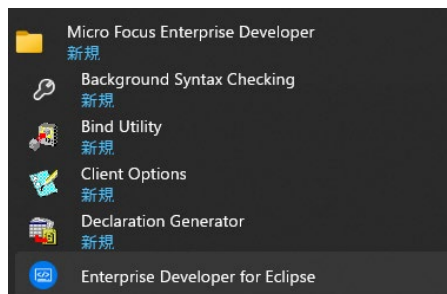 Micro Focus Enterprise Developer
新規
Background Syntax Checking
新規
Bind Utility
新規
Client Options
新規
Declaration Generator
新規
Enterprise Developer for Eclipse